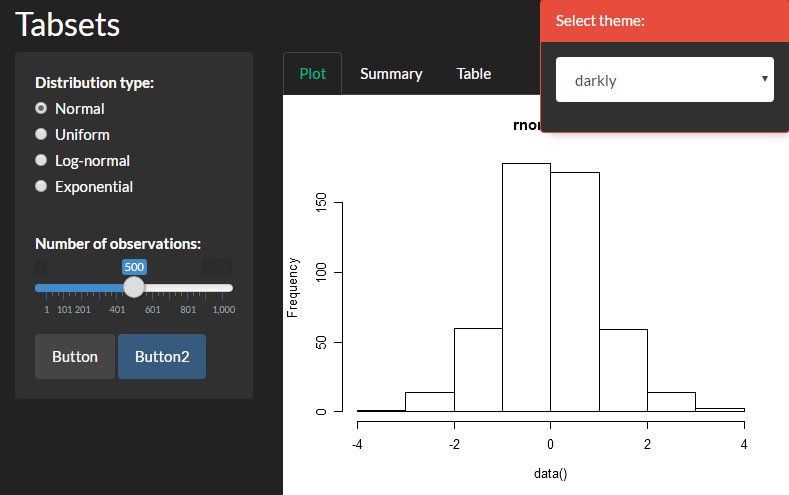 Tabsets
Select theme:
darkly
Distribution type:
Normal
Uniform
Log-normal
Exponential
Number of observations:
500
1 101 201 401 601 801 1,000
Button Button2
Plot Summary Table
150
100
50
0
Frequency
-4 -2 0 2 4
data()